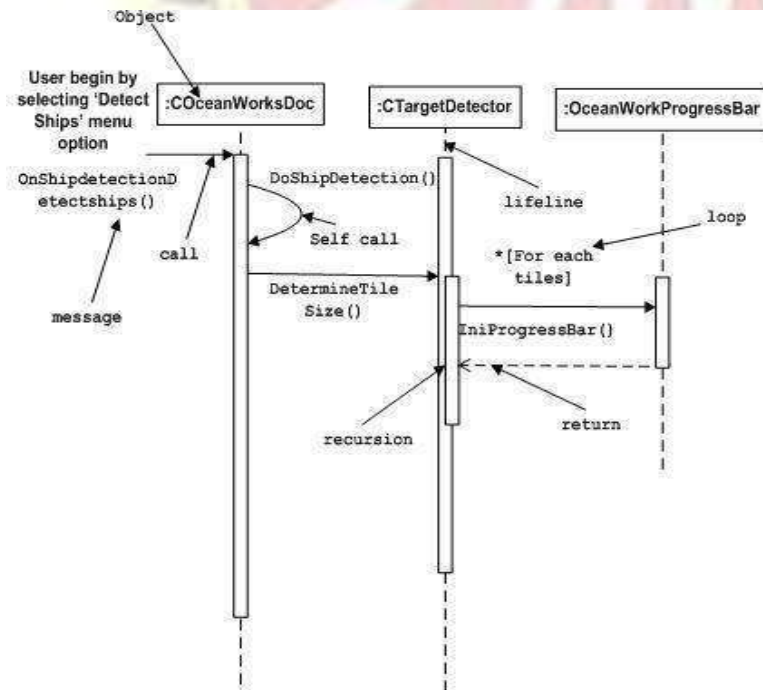 Object
User begin by
selecting 'Detect
Ships' menu
option
:COceanWorksDoc
:CTargetDetector
:OceanWorkProgressBar
OnShipdetectionD
etectships()
DoShipDetection()
lifeline
loop
call
Self call
*[For each
tiles]
message
DetermineTile
Size()
IniProgressBar()
recursion
return